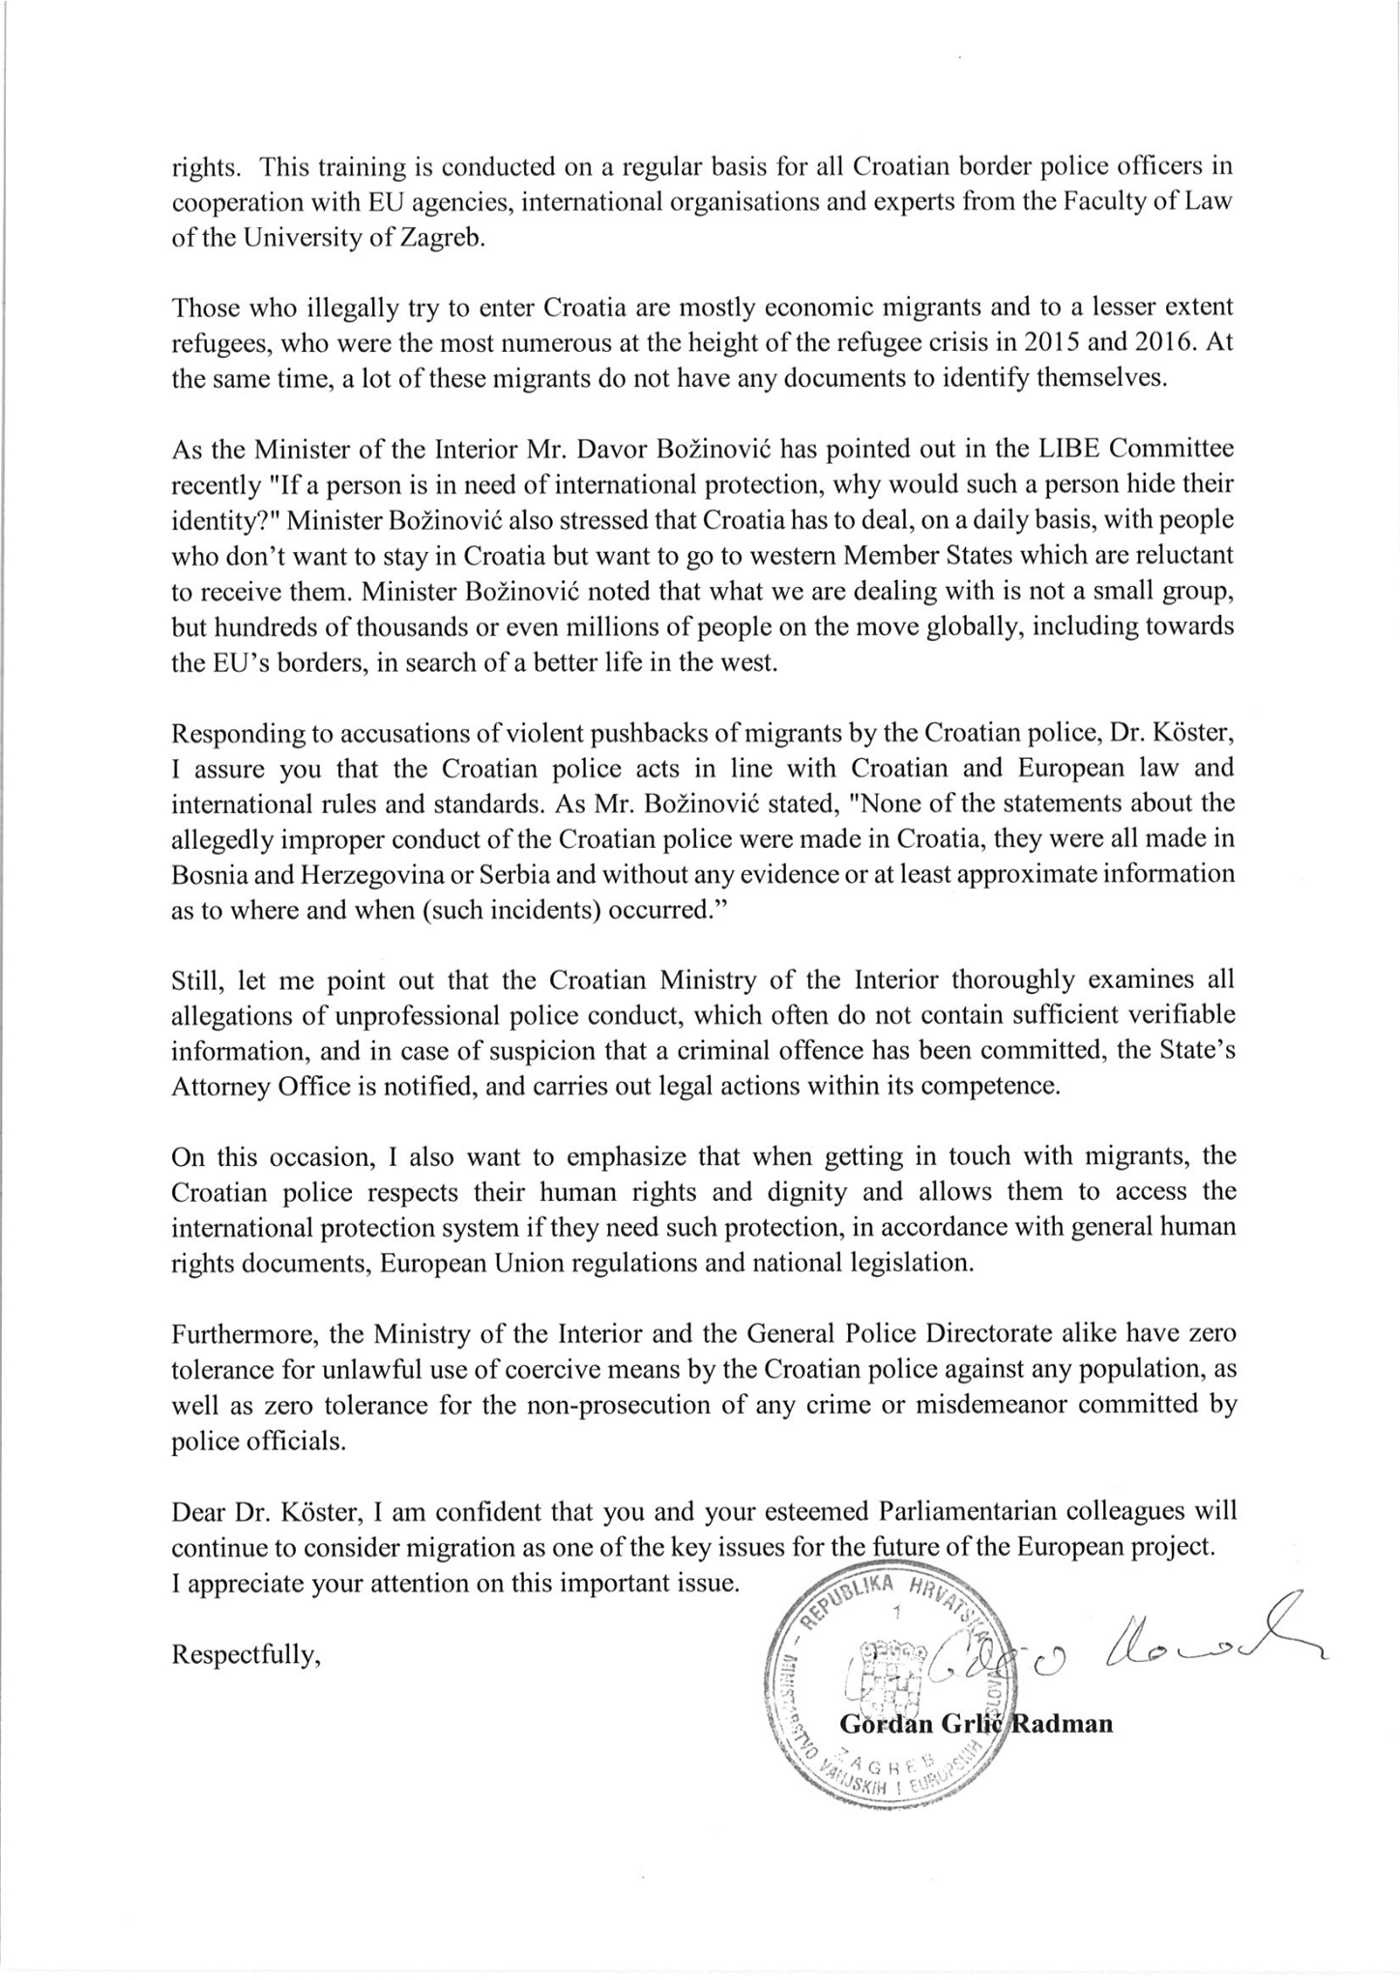 rights.  This training is conducted on a regular basis for all Croatian border police officers in
cooperation with EU agencies, international organisations and experts from the Faculty of Law
of the University of Zagreb.
Those who illegally try to enter Croatia are mostly economic migrants and to a lesser extent
refugees, who were the most numerous at the height of the refugee crisis in 2015 and 2016. At
the same time, a lot of these migrants do not have any documents to identify themselves.
As the Minister of the Interior Mr. Davor Božinović has pointed out in the LIBE Committee
recently "If a person is in need of international protection, why would such a person hide their
identity?" Minister Božinović also stressed that Croatia has to deal, on a daily basis, with people
who don’t want to stay in Croatia but want to go to western Member States which are reluctant
to receive them. Minister Božinović noted that what we are dealing with is not a small group,
but hundreds of thousands or even millions of people on the move globally, including towards
the EU’s borders, in search of a better life in the west.
Responding to accusations of violent pushbacks of migrants by the Croatian police, Dr. Köster,
I assure you that the Croatian police acts in line with Croatian and European law and
international rules and standards. As Mr. Božinović stated, "None of the statements about the
allegedly improper conduct of the Croatian police were made in Croatia, they were all made in
Bosnia and Herzegovina or Serbia and without any evidence or at least approximate information
as to where and when (such incidents) occurred.”
Still, let me point out that the Croatian Ministry of the Interior thoroughly examines all
allegations of unprofessional police conduct, which often do not contain sufficient verifiable
information, and in case of suspicion that a criminal offence has been committed, the State’s
Attorney Office is notified, and carries out legal actions within its competence.
On this occasion, I also want to emphasize that when getting in touch with migrants, the
Croatian police respects their human rights and dignity and allows them to access the
international protection system if they need such protection, in accordance with general human
rights documents, European Union regulations and national legislation.
Furthermore, the Ministry of the Interior and the General Police Directorate alike have zero
tolerance for unlawful use of coercive means by the Croatian police against any population, as
well as zero tolerance for the non-prosecution of any crime or misdemeanor committed by
police officials.
Dear Dr. Köster, I am confident that you and your esteemed Parliamentarian colleagues will
continue to consider migration as one of the key issues for the future of the European project.
I appreciate your attention on this important issue.
Respectfully,
REPUBLIKA HRVATSKA
1
MINISTARSTVO VANJSKIH I EUROPSKIH POSLOVA
ZAGREB
Gordan Grlić Radman